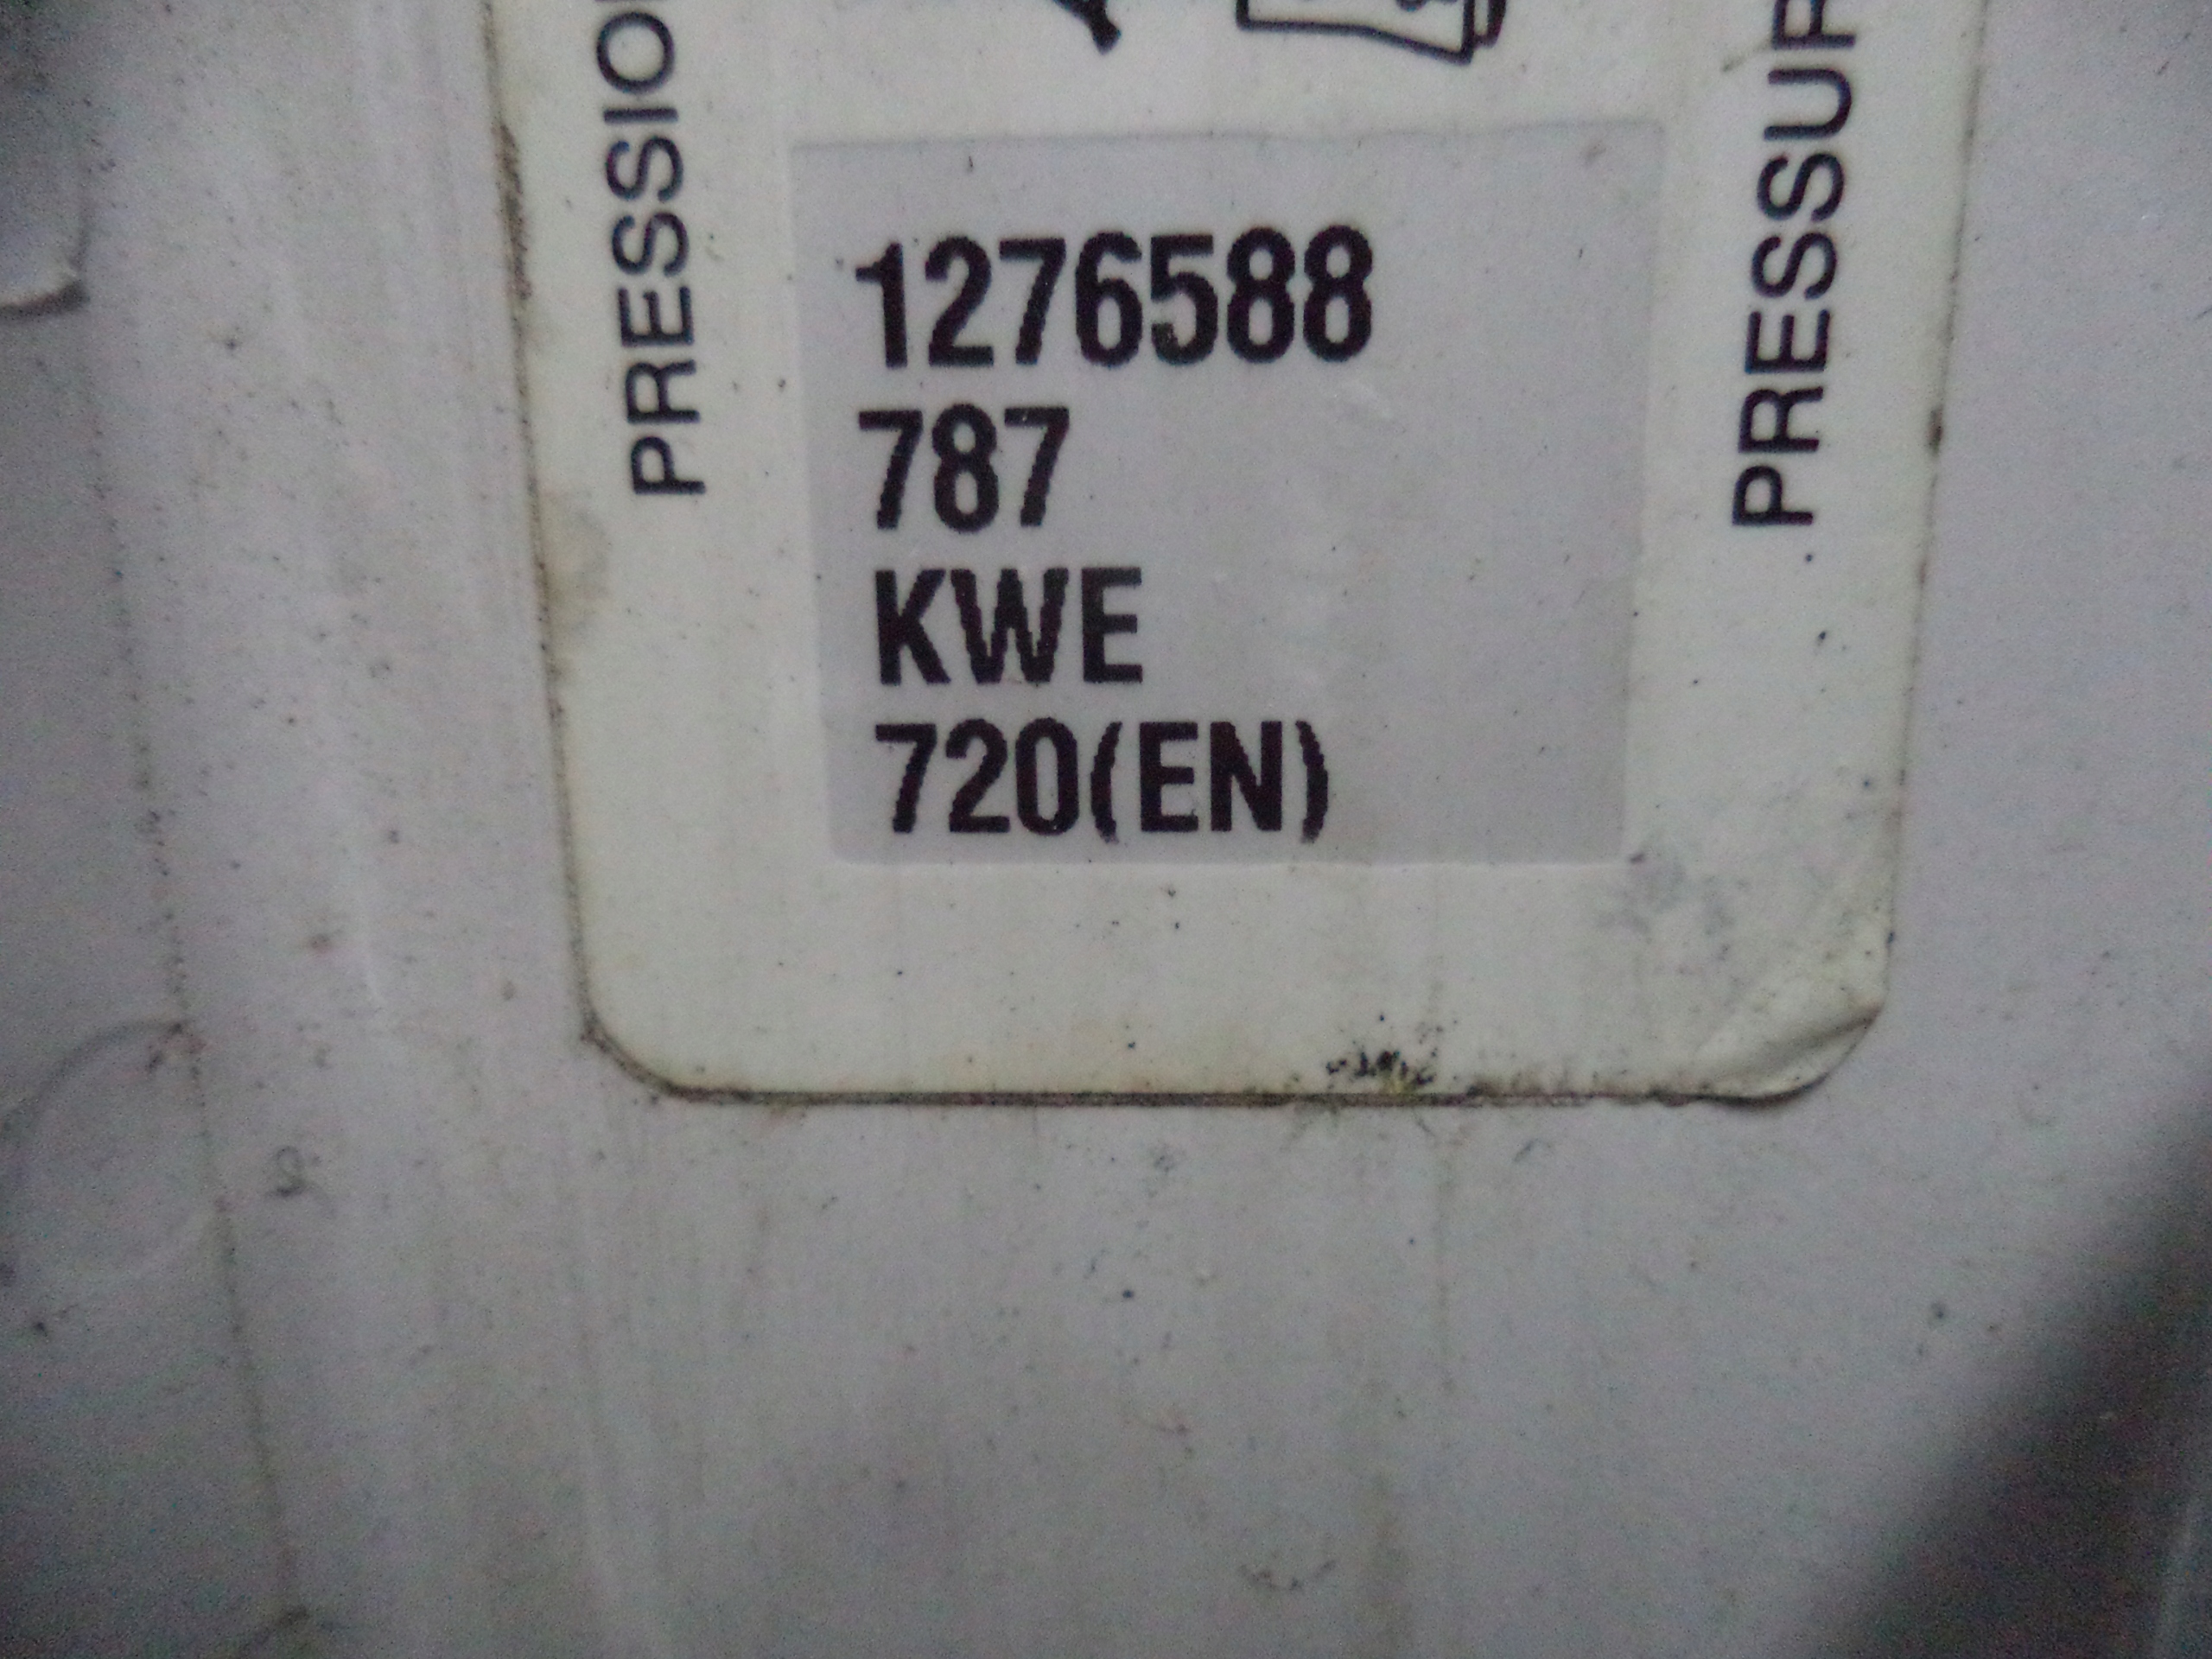 PRESSIO
1276588
787
KWE
720(EN)
PRESSUR